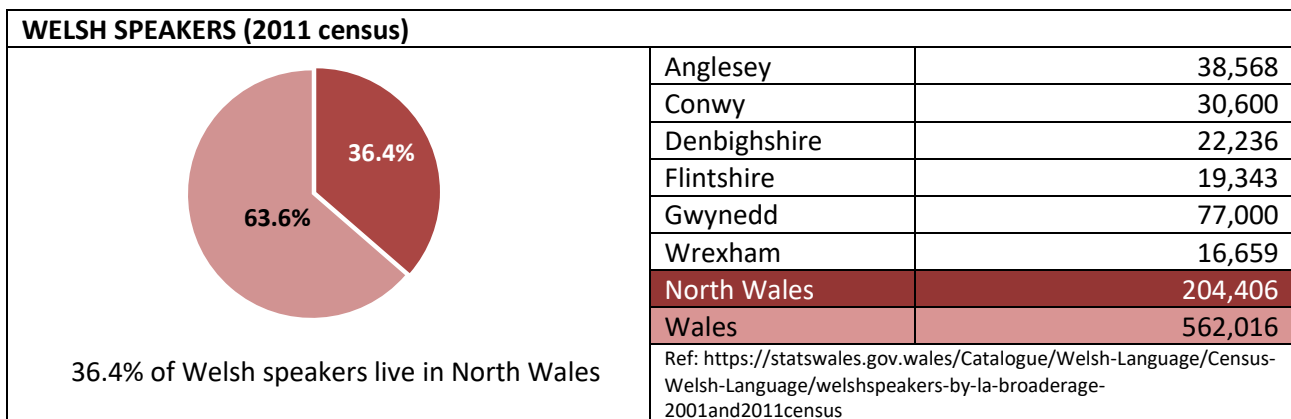 WELSH SPEAKERS (2011 census)
36.4%
63.6%
36.4% of Welsh speakers live in North Wales
Anglesey 38,568
Conwy 30,600
Denbighshire 22,236
Flintshire 19,343
Gwynedd 77,000
Wrexham 16,659
North Wales 204,406
Wales 562,016
Ref: https://statswales.gov.wales/Catalogue/Welsh-Language/Census-
Welsh-Language/welshspeakers-by-la-broaderage-
2001and2011census